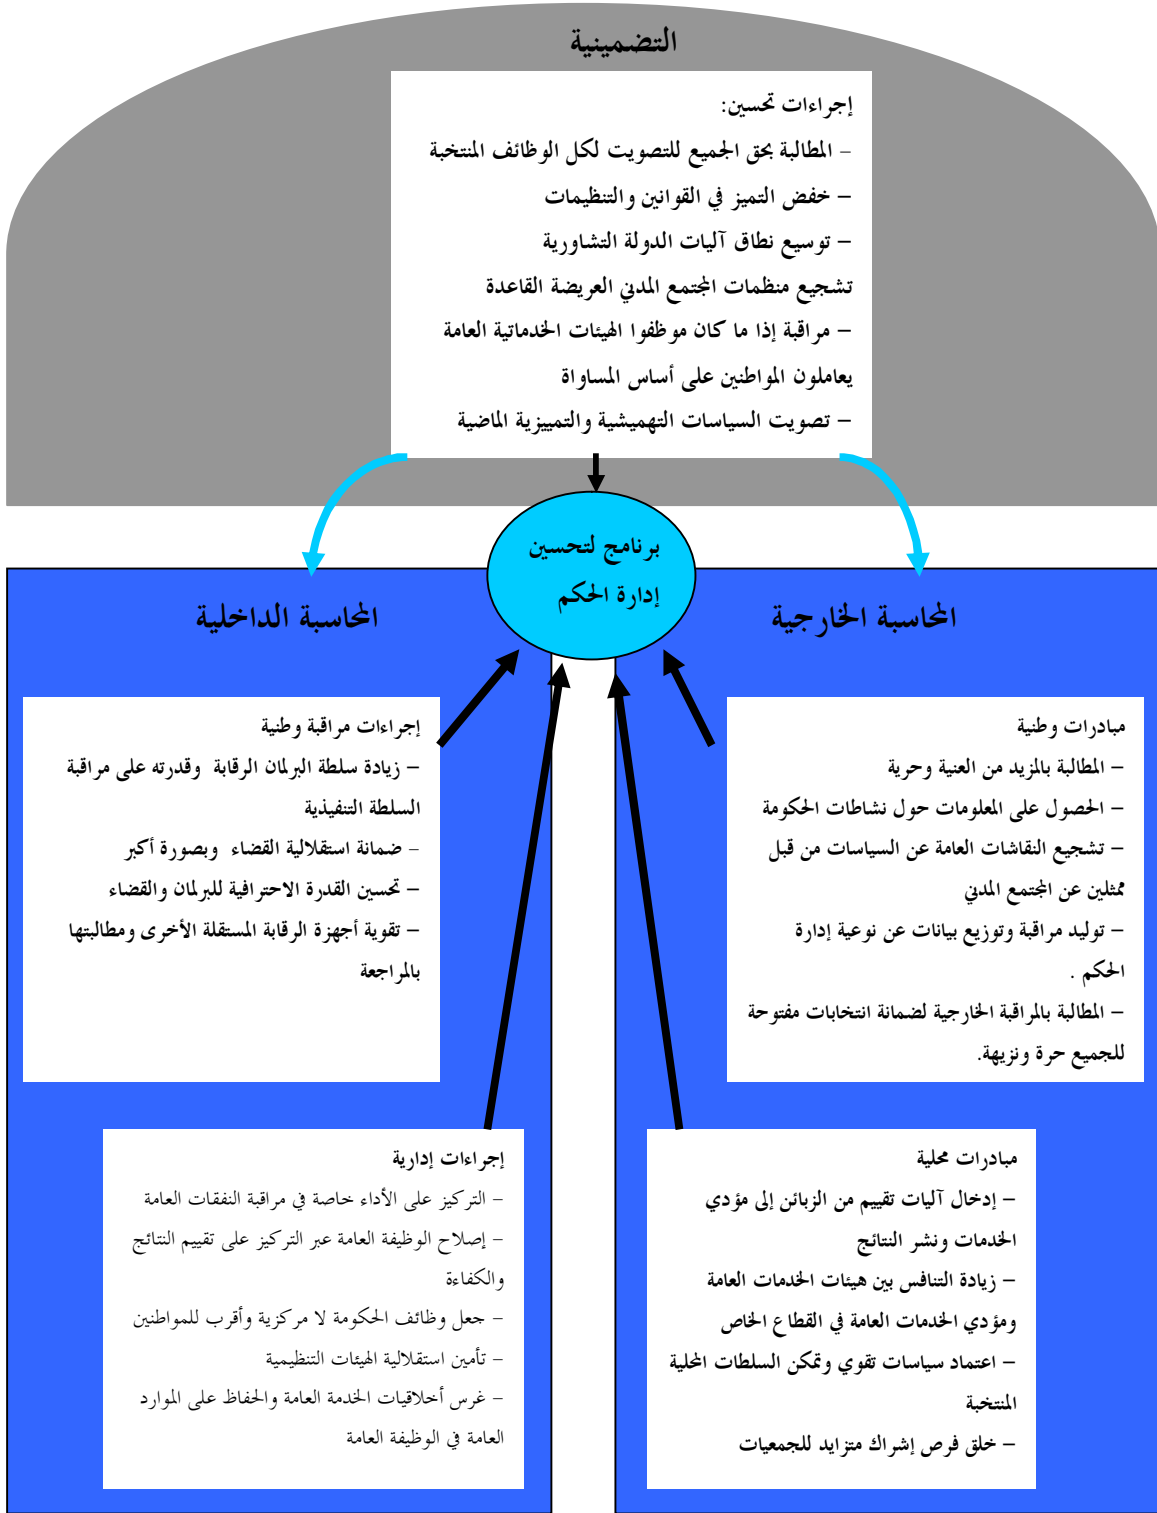 التضمينية
إجراءات تحسين:
– المطالبة بحق الجميع للتصويت لكل الوظائف المنتخبة
– خفض التميز في القوانين والتنظيمات
– توسيع نطاق آليات الدولة التشاورية
تشجيع منظمات المجتمع المدني العريضة القاعدة
– مراقبة إذا ما كان موظفوا الهيئات الخدماتية العامة
يعاملون المواطنين على أساس المساواة
– تصويت السياسات التهميشية والتمييزية الماضية
برنامج لتحسين
إدارة الحكم
المحاسبة الخارجية
مبادرات وطنية
– المطالبة بالمزيد من العنية وحرية
– الحصول على المعلومات حول نشاطات الحكومة
– تشجيع النقاشات العامة عن السياسات من قبل
ممثلين عن المجتمع المدني
– توليد مراقبة وتوزيع بيانات عن نوعية إدارة
الحكم .
– المطالبة بالمراقبة الخارجية لضمانة انتخابات مفتوحة
للجميع حرة ونزيهة.
مبادرات محلية
– إدخال آليات تقييم من الزبائن إلى مؤدي
الخدمات ونشر النتائج
– زيادة التنافس بين هيئات الخدمات العامة
ومؤدي الخدمات العامة في القطاع الخاص
– اعتماد سياسات تقوي وتمكن السلطات المحلية
المنتخبة
– خلق فرص إشراك متزايد للجمعيات
المحاسبة الداخلية
إجراءات مراقبة وطنية
– زيادة سلطة البرلمان الرقابة وقدرته على مراقبة
السلطة التنفيذية
– ضمانة استقلالية القضاء وبصورة أكبر
– تحسين القدرة الاحترافية للبرلمان والقضاء
– تقوية أجهزة الرقابة المستقلة الأخرى ومطالبتها
بالمراجعة
إجراءات إدارية
– التركيز على الأداء خاصة في مراقبة النفقات العامة
– إصلاح الوظيفة العامة عبر التركيز على تقييم النتائج
والكفاءة
– جعل وظائف الحكومة لا مركزية وأقرب للمواطنين
– تأمين استقلالية الهيئات التنظيمية
– غرس أخلاقيات الخدمة العامة والحفاظ على الموارد
العامة في الوظيفة العامة